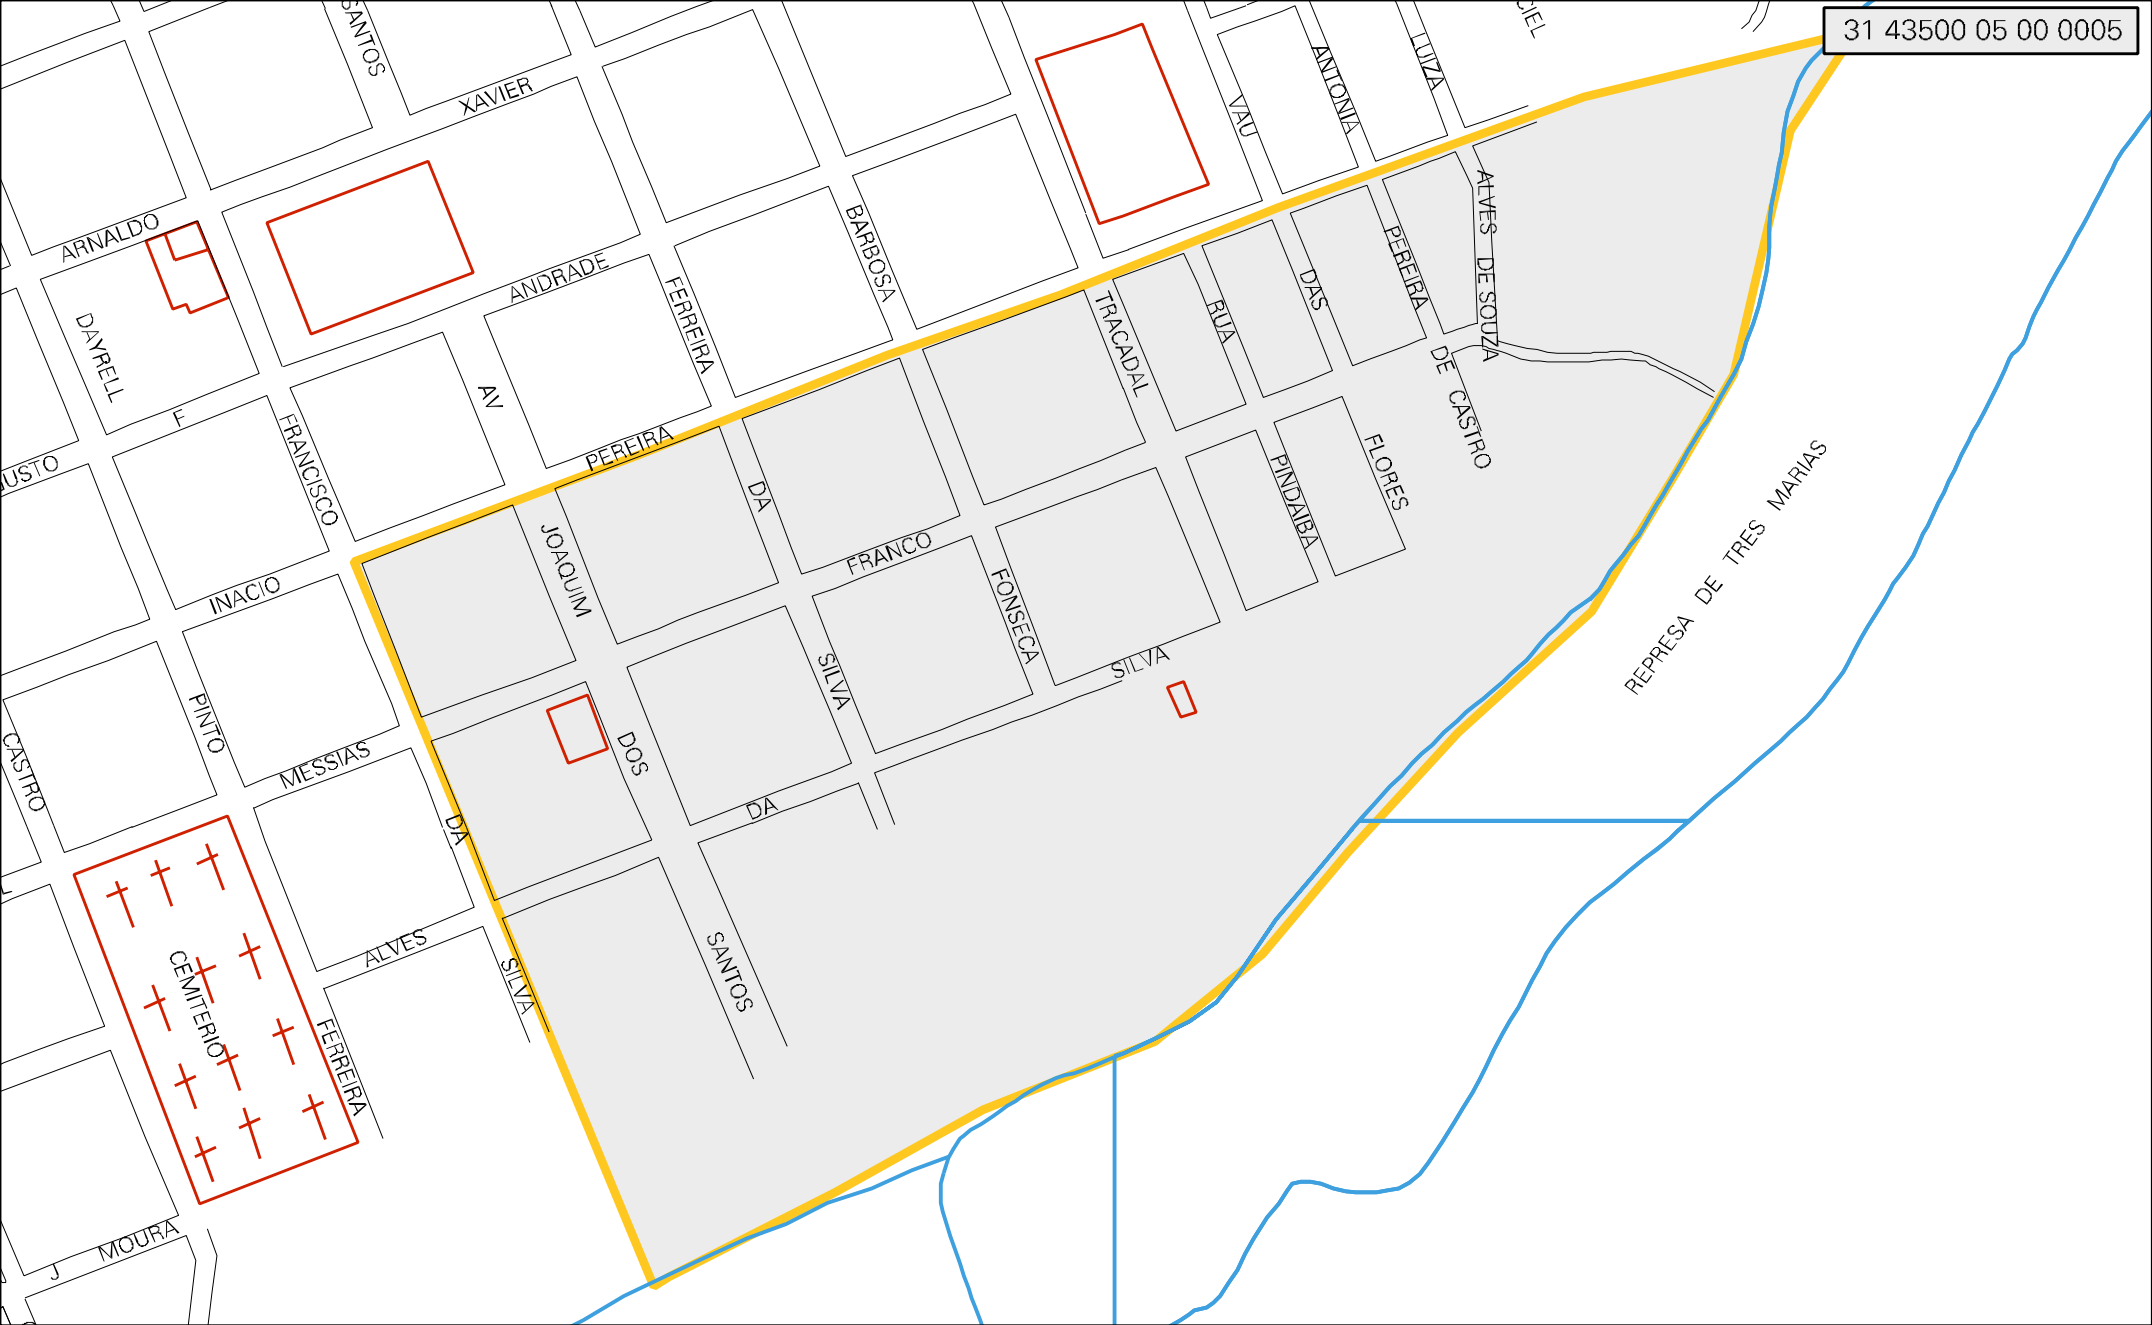 31 43500 05 00 0005
SANTOS
CIEL
XAVIER
VAU
ANTONIA
LUIZA
ARNALDO
ANDRADE
BARBOSA
ALVES DE SOUZA
DAYRELL
FERREIRA
TRACADAL
RUA
DAS
PEREIRA
DE CASTRO
F
AV
FRANCISCO
PEREIRA
DA
PINDAIBA
FLORES
REPRESA DE TRES MARIAS
USTO
INACIO
JOAQUIM
FRANCO
FONSECA
SILVA
PINTO
SILVA
CASTRO
MESSIAS
DOS
DA
DA
ALVES
SILVA
SANTOS
CEMITERIO
FERREIRA
J MOURA